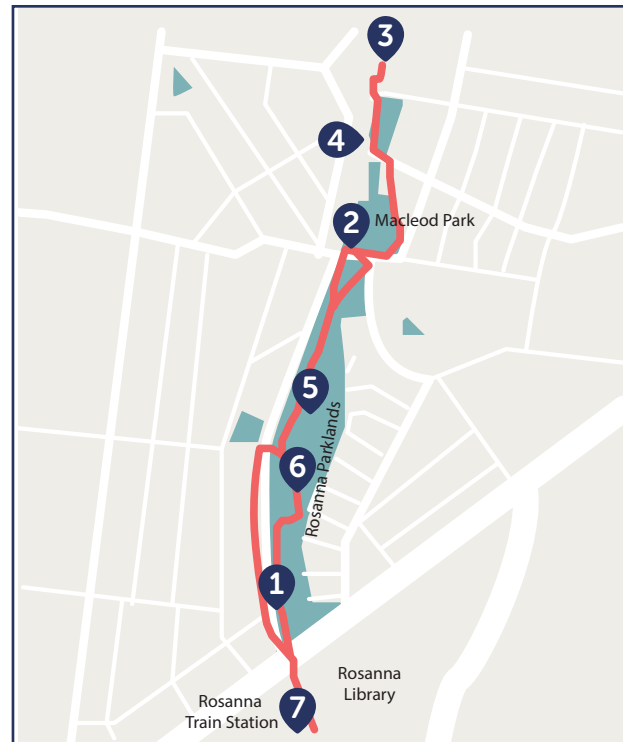 3
4
2
Macleod Park
5
Rosanna Parklands
6
1
Rosanna
Library
Rosanna
Train Station
7